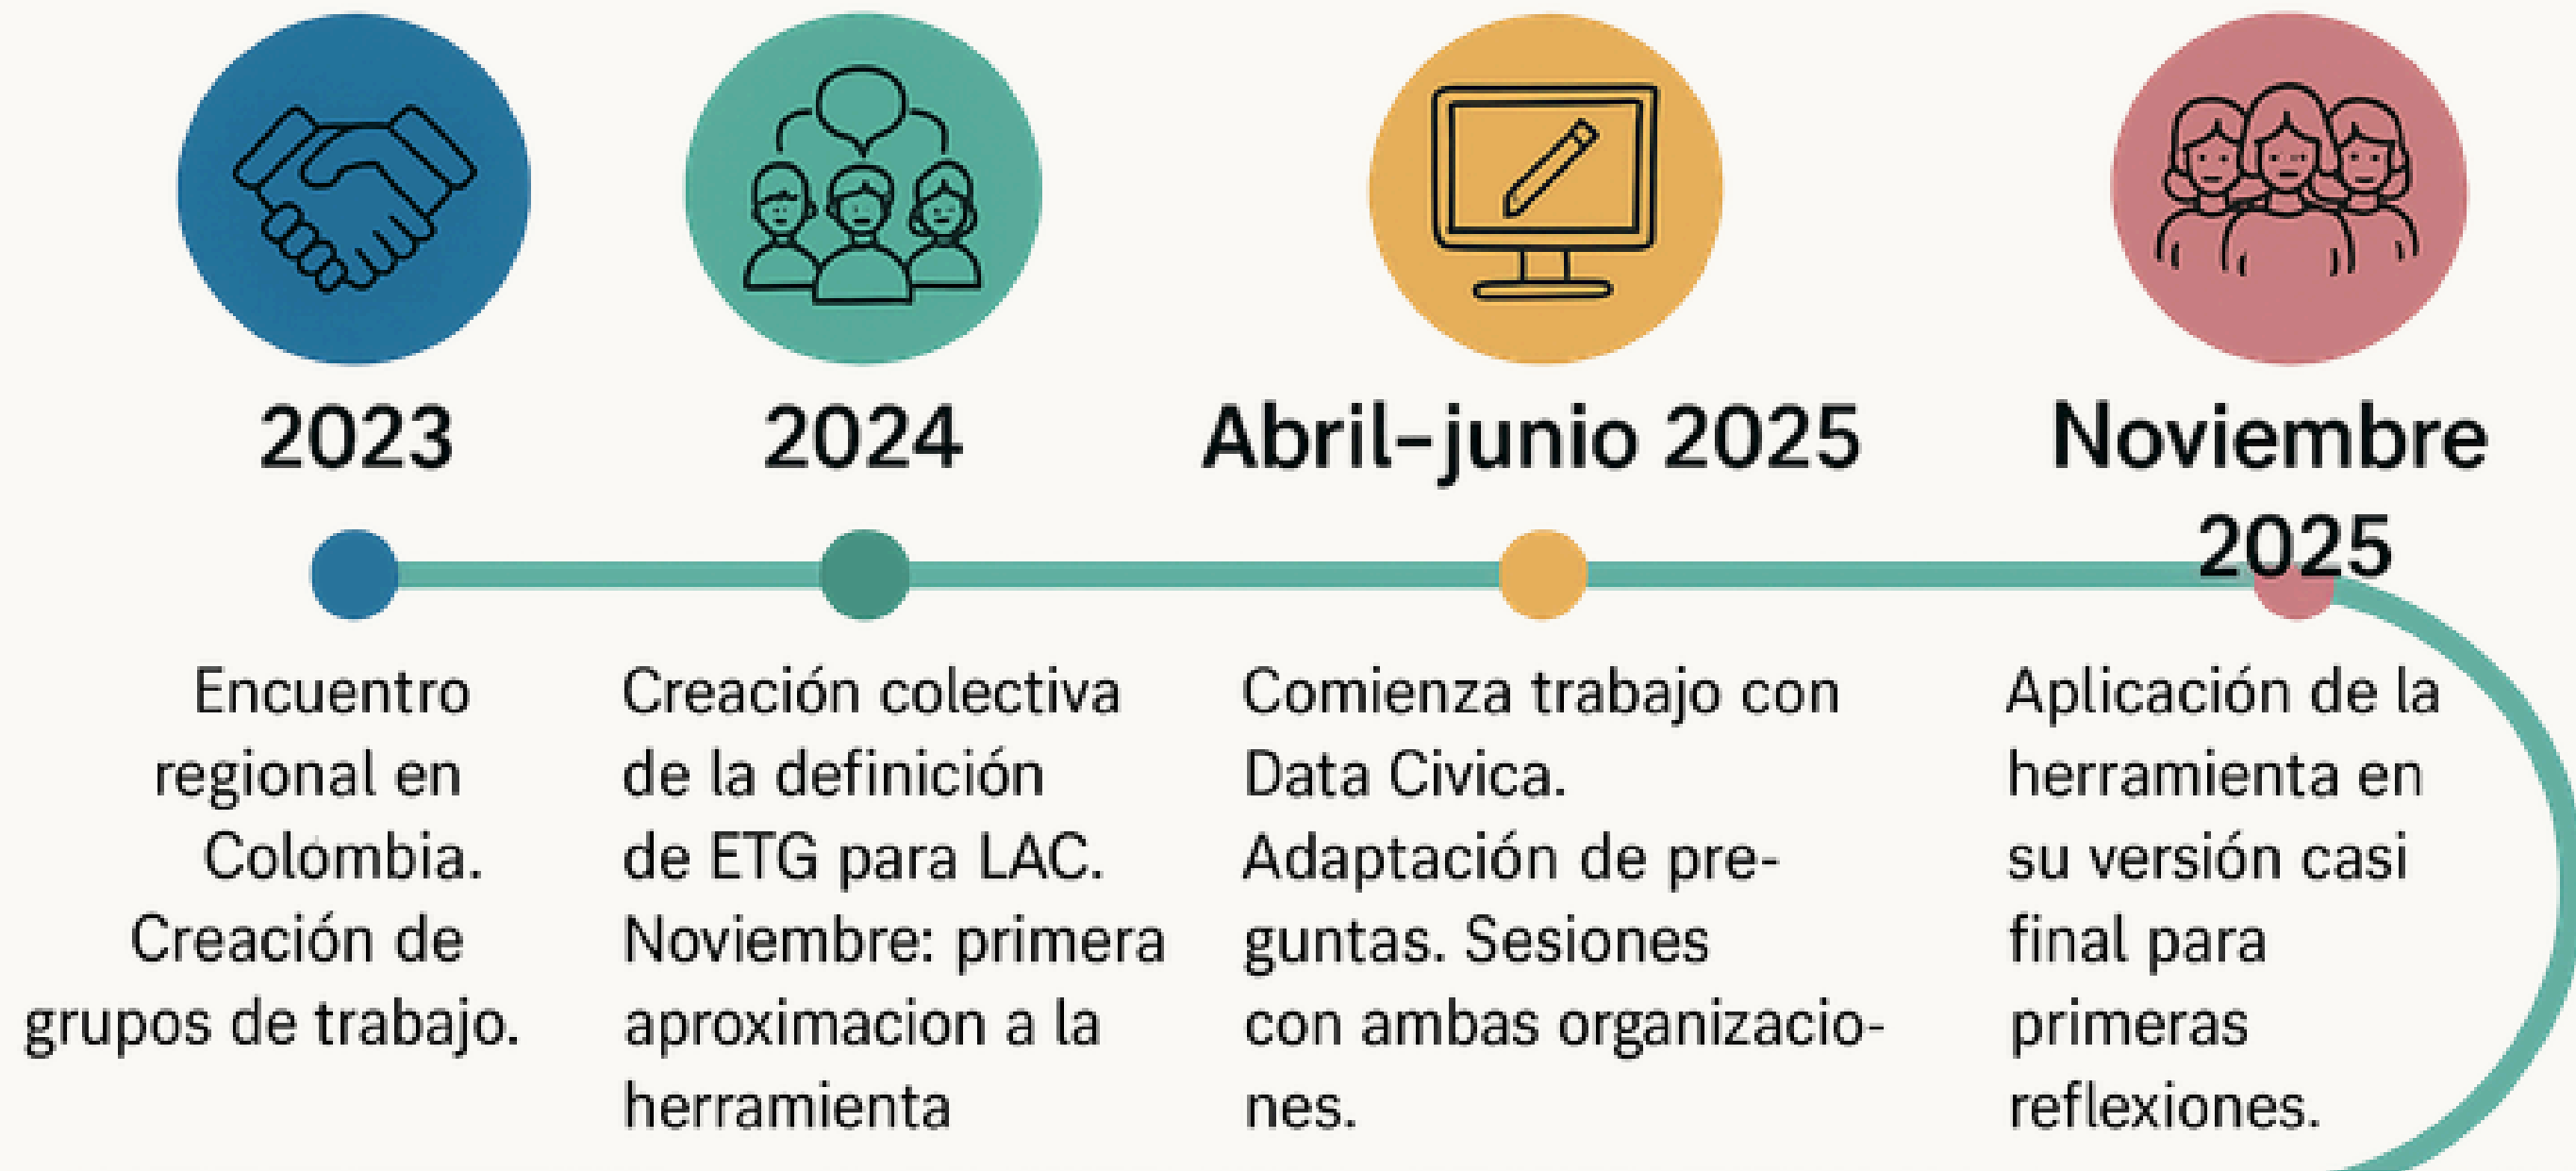 2023
Encuentro
regional en
Colombia.
Creación de
grupos de trabajo.
2024
Creación colectiva
de la definición
de ETG para LAC.
Noviembre: primera
aproximacion a la
herramienta
Abril–junio 2025
Comienza trabajo con
Data Civica.
Adaptación de pre-
guntas. Sesiones
con ambas organizacio-
nes.
Noviembre
2025
Aplicación de la
herramienta en
su versión casi
final para
primeras
reflexiones.